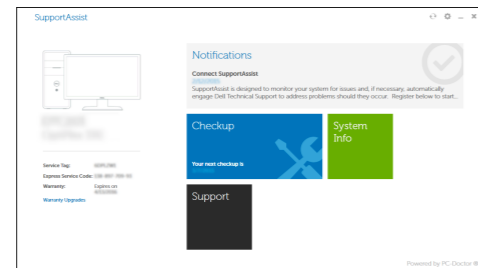 SupportAssist
Notifications
Connect SupportAssist
SupportAssist is designed to monitor your system for issues and, if necessary, automatically
engage Dell Technical Support to address problems should they occur. Register below to start...
Checkup
Your next checkup is
System
Info
Support
Service Tag:
Express Service Code:
Warranty: Expires on
Warranty Upgrades
Powered by PC-Doctor ®